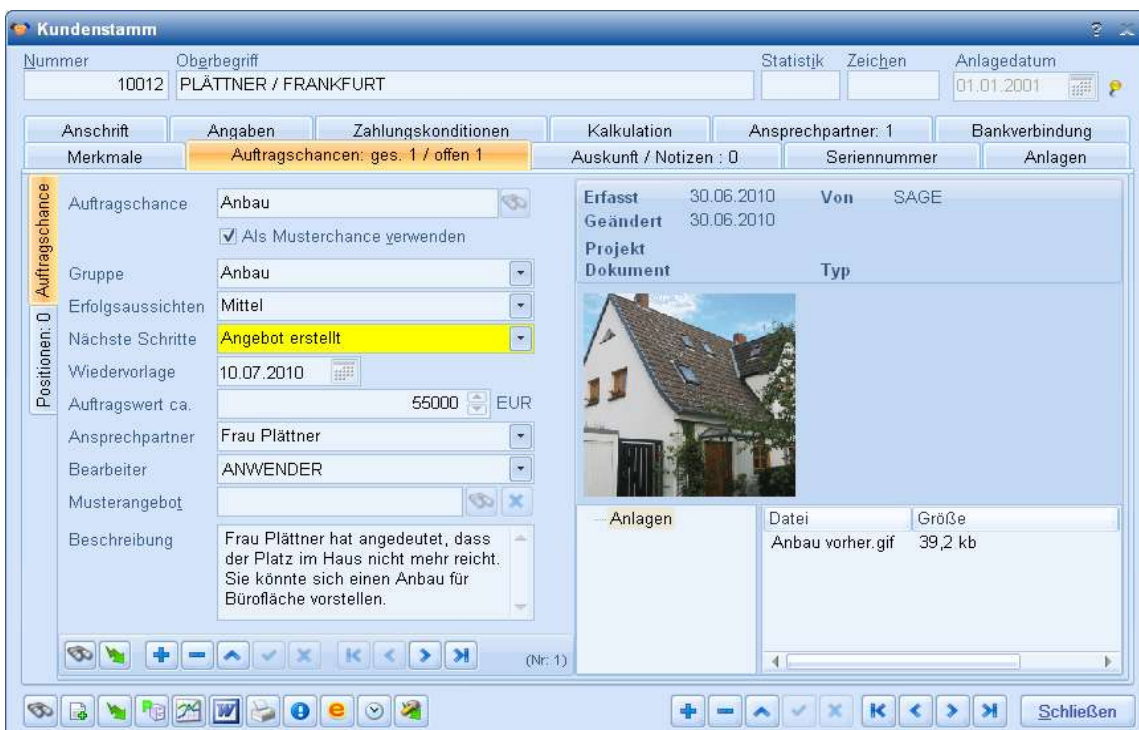 Kundenstamm
Nummer Oberbegriff Statistik Zeichen Anlagedatum
10012 PLÄTTNER / FRANKFURT 01.01.2001
Anschrift Angaben Zahlungskonditionen Kalkulation Ansprechpartner: 1 Bankverbindung
Merkmale Auftragschancen: ges. 1 / offen 1 Auskunft / Notizen : 0 Seriennummer Anlagen
Auftragschance
Positionen: 0
Auftragschance Anbau
Als Musterchance verwenden
Gruppe Anbau
Erfolgsaussichten Mittel
Nächste Schritte Angebot erstellt
Wiedervorlage 10.07.2010
Auftragswert ca. 55000 EUR
Ansprechpartner Frau Plättner
Bearbeiter ANWENDER
Musterangebot
Beschreibung Frau Plättner hat angedeutet, dass
der Platz im Haus nicht mehr reicht.
Sie könnte sich einen Anbau für
Bürofläche vorstellen.
(Nr: 1)
Erfasst 30.06.2010 Von SAGE
Geändert 30.06.2010
Projekt
Dokument Typ
Anlagen
Datei Größe
Anbau vorher.gif 39,2 kb
Schließen